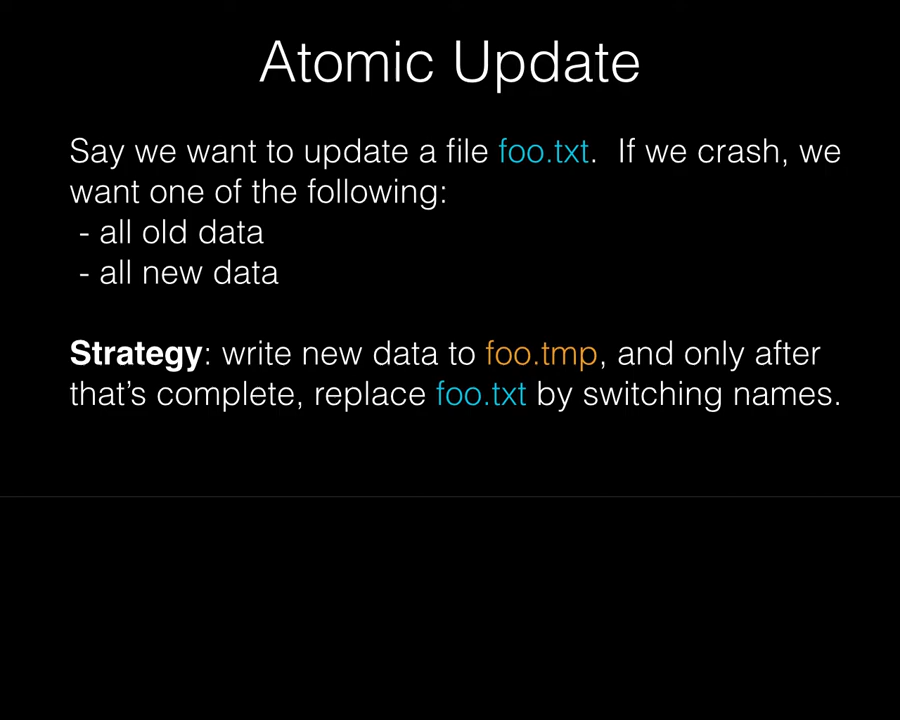 Atomic Update
Say we want to update a file foo.txt.  If we crash, we
want one of the following:
- all old data
- all new data
Strategy: write new data to foo.tmp, and only after
that’s complete, replace foo.txt by switching names.